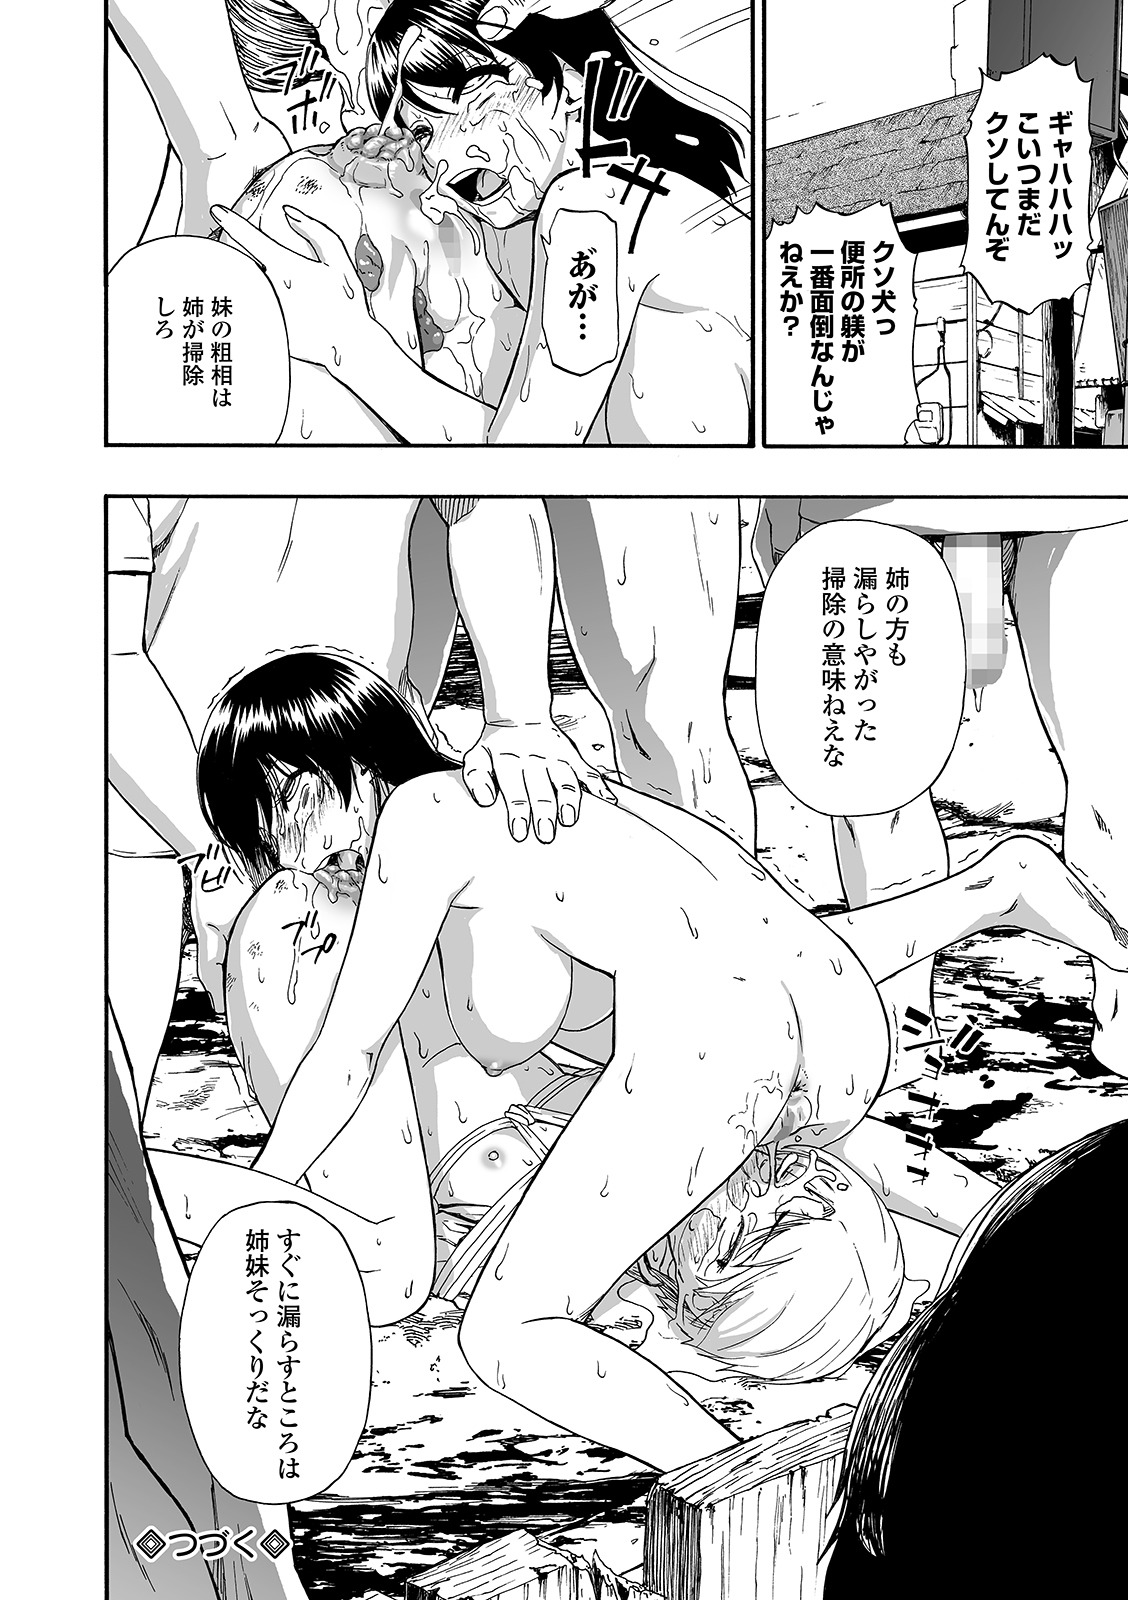 ギャハハハッ
こいつまだ
クソしてんぞ
クソ犬っ
便所の躾が
一番面倒なんじゃ
ねえか？
あ゛が…
妹の粗相は
姉が掃除
しろ
姉の方も
漏らしやがった
掃除の意味ねえな
すぐに漏らすところは
姉妹そっくりだな
つづく